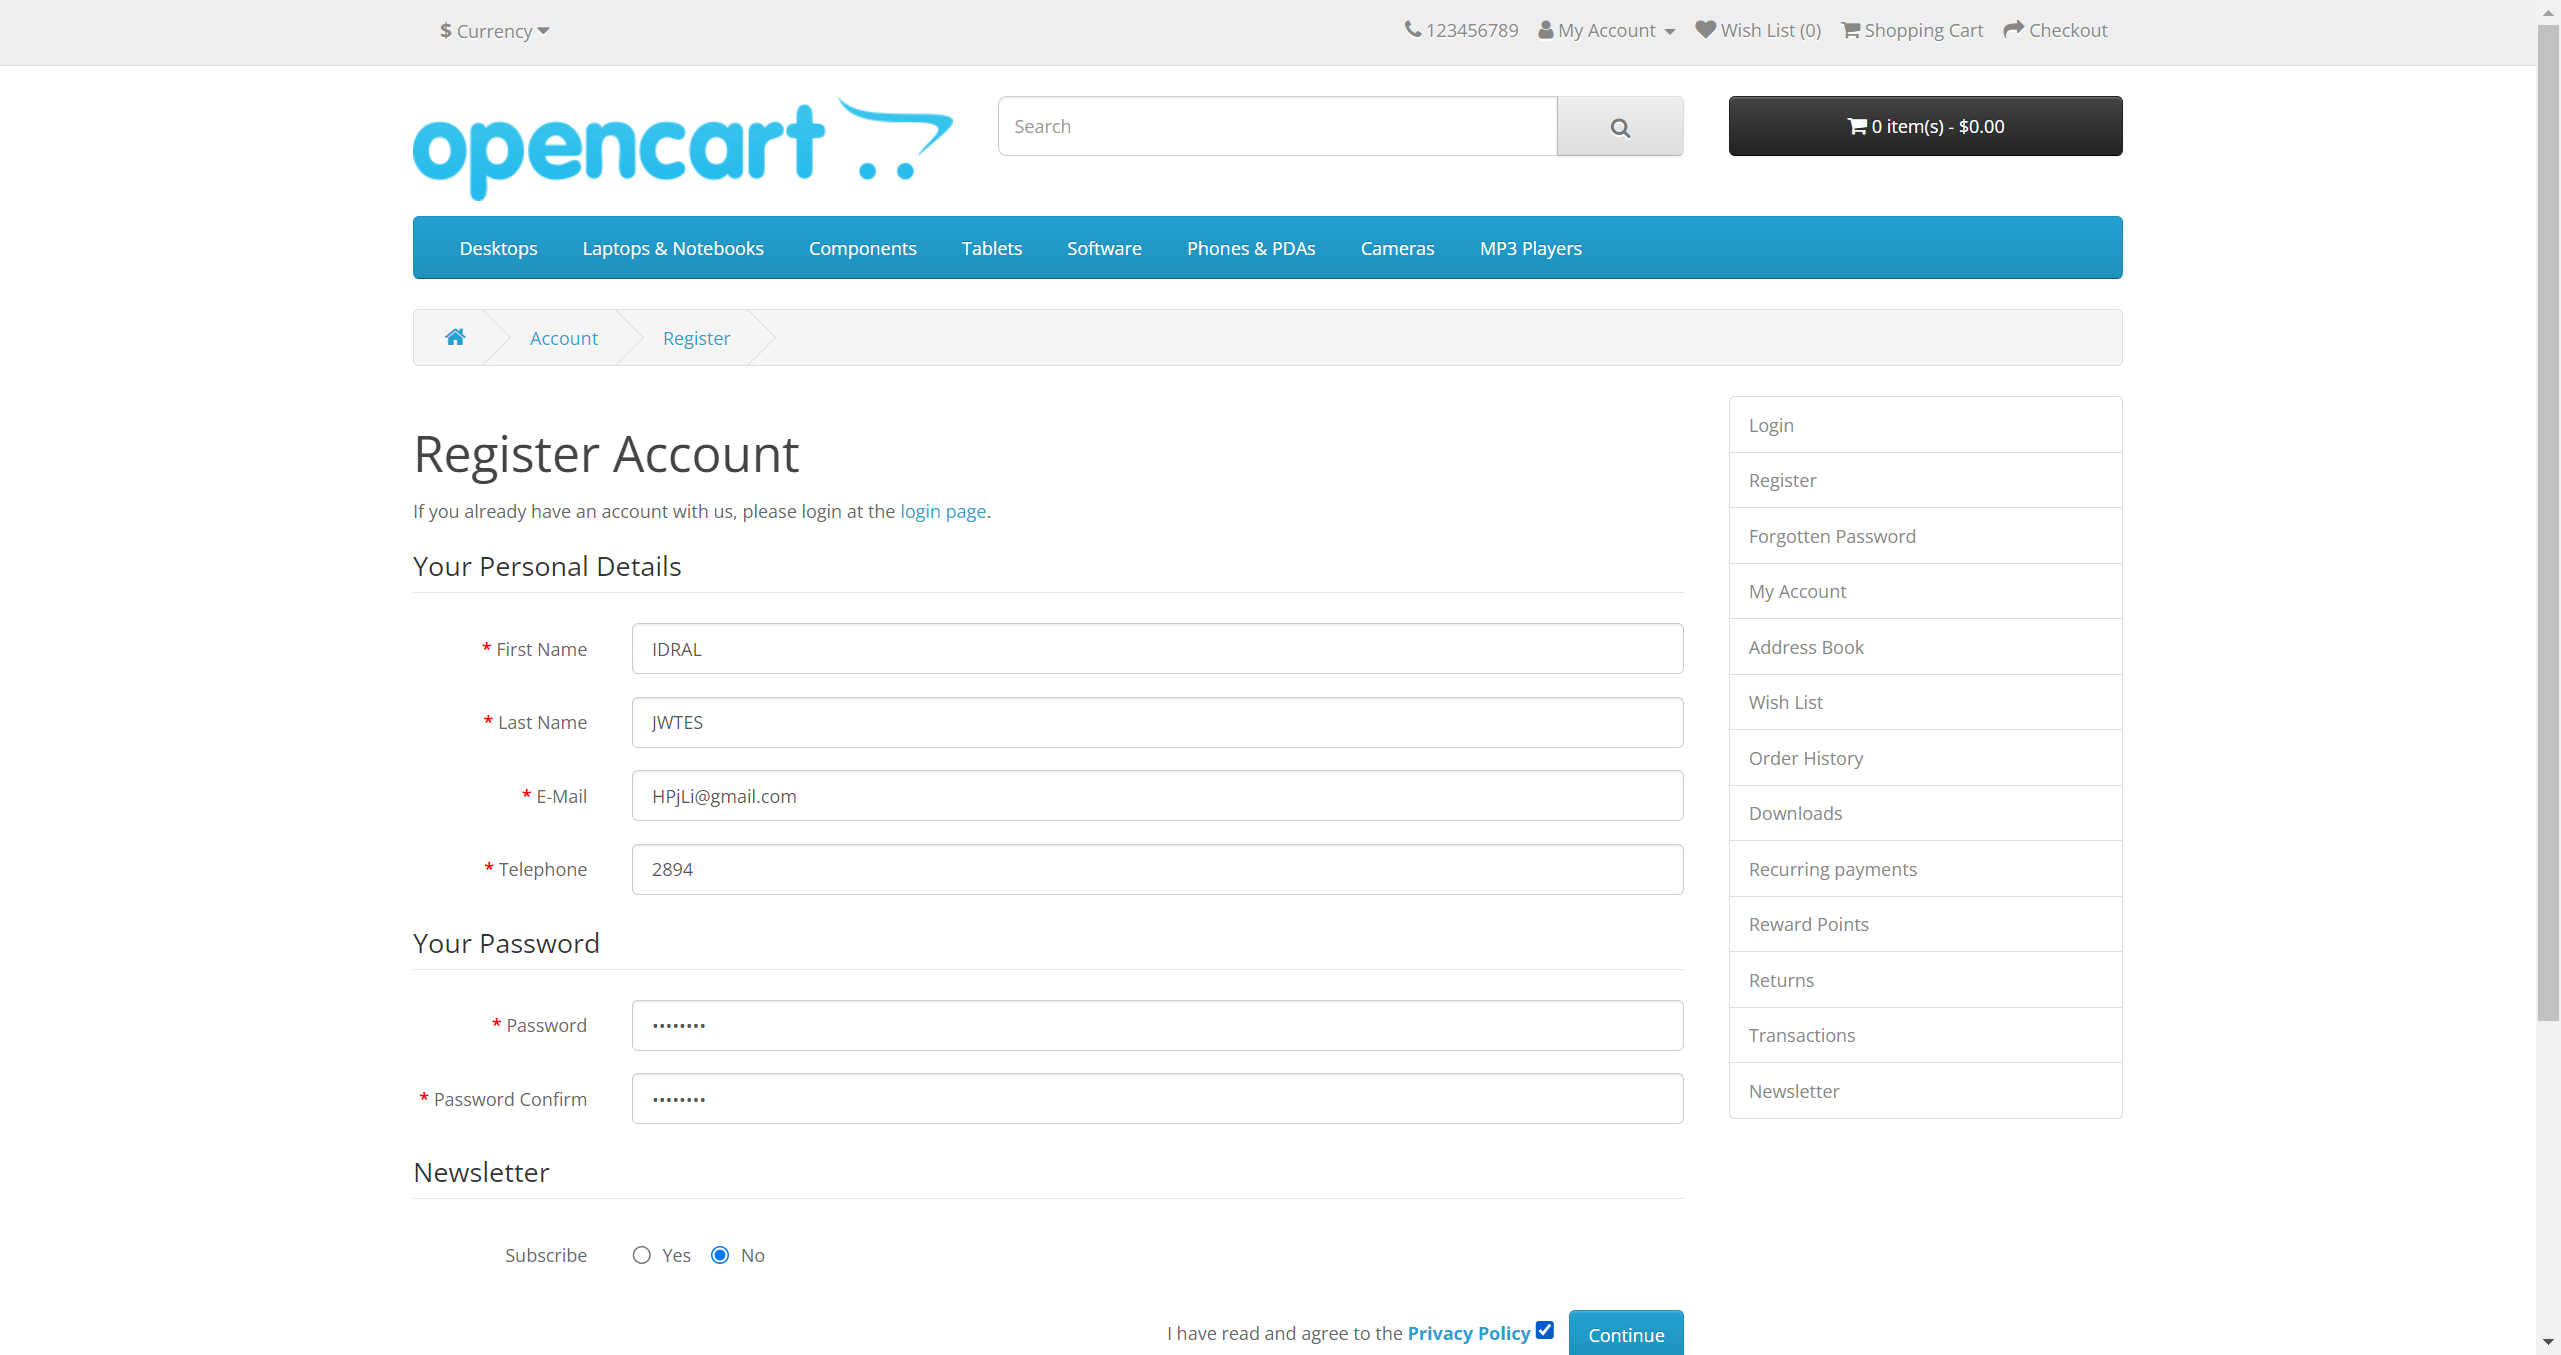 $ Currency
123456789 My Account Wish List (0) Shopping Cart Checkout
opencart
Search
0 item(s) - $0.00
Desktops Laptops & Notebooks Components Tablets Software Phones & PDAs Cameras MP3 Players
Account Register
Register Account
If you already have an account with us, please login at the login page.
Your Personal Details
* First Name IDRAL
* Last Name JWTES
* E-Mail HPjLi@gmail.com
* Telephone 2894
Your Password
* Password ••••••••
* Password Confirm ••••••••
Newsletter
Subscribe Yes No
I have read and agree to the Privacy Policy Continue
Login
Register
Forgotten Password
My Account
Address Book
Wish List
Order History
Downloads
Recurring payments
Reward Points
Returns
Transactions
Newsletter